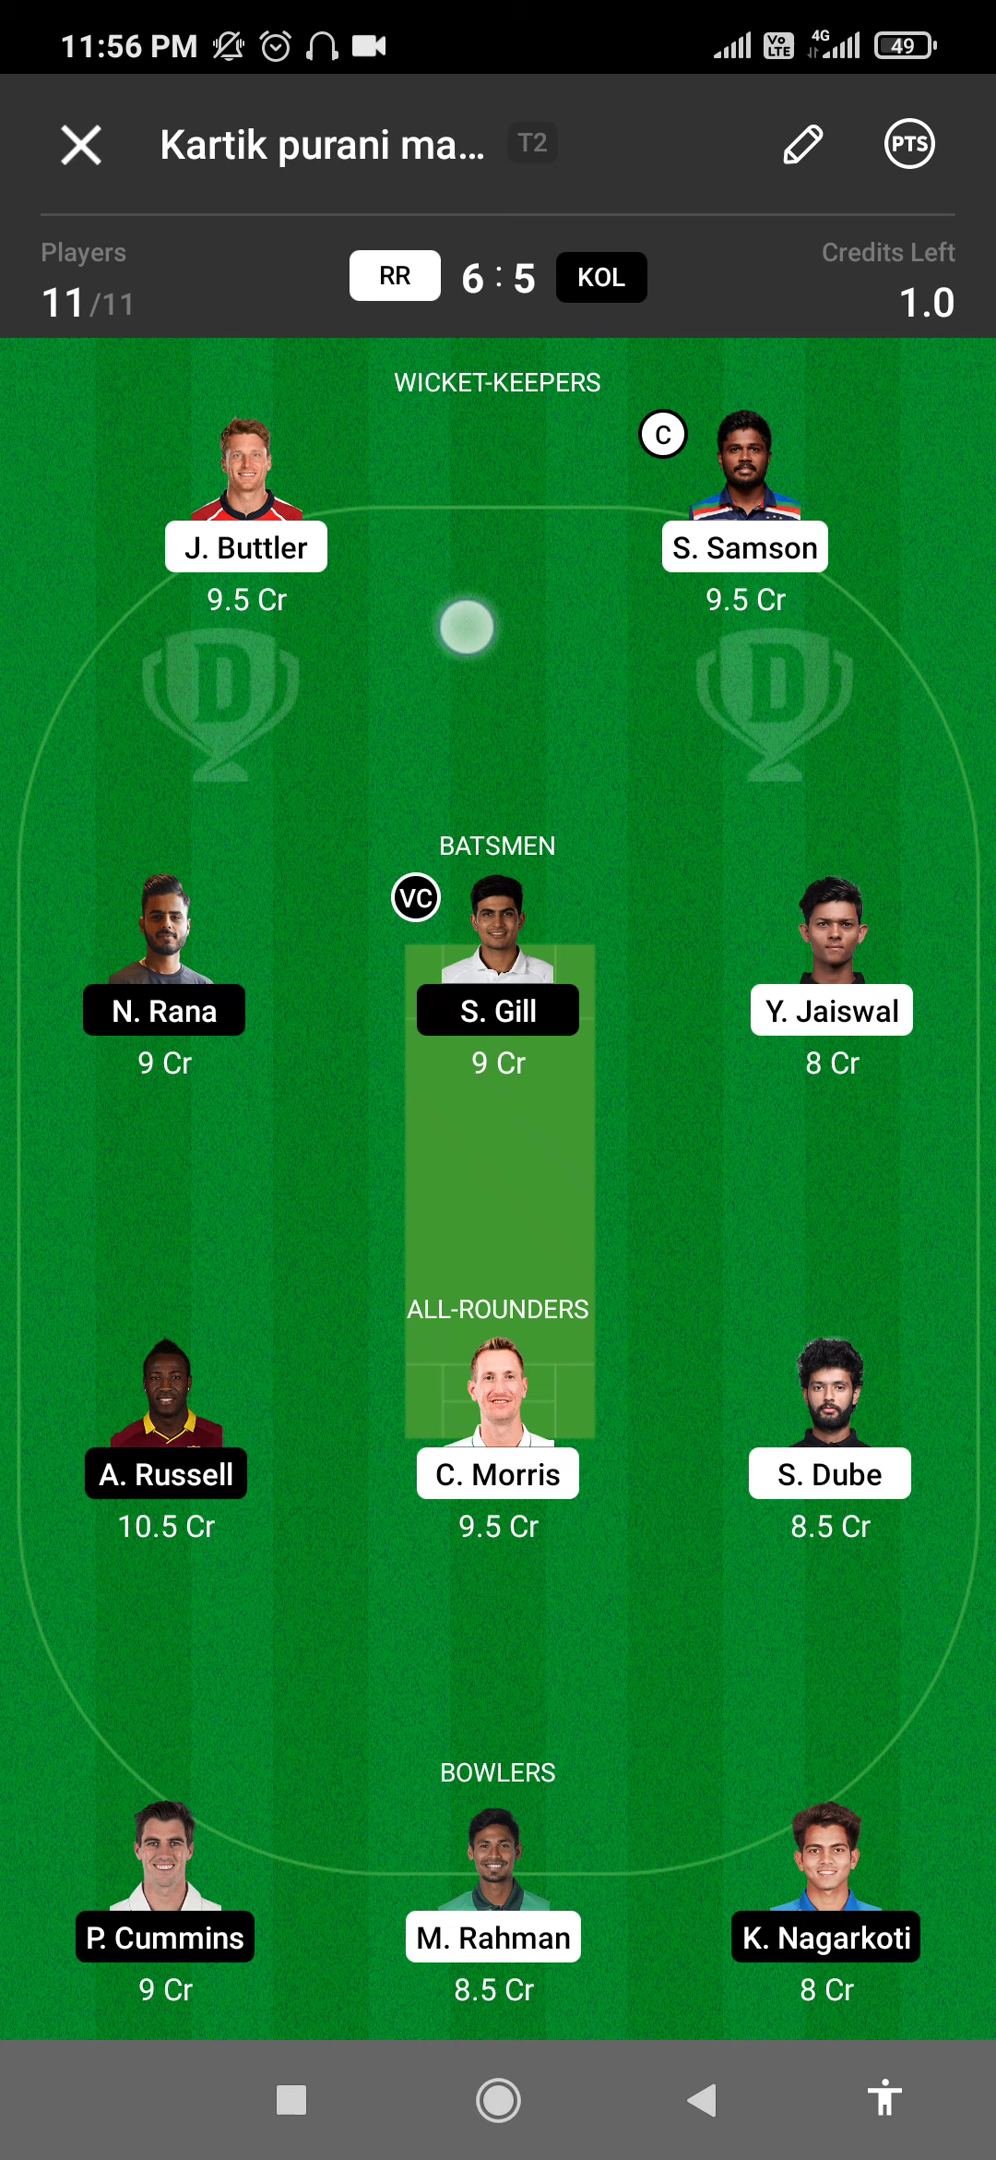 11:56 PM Vo LTE 4G 49
Kartik purani ma... T2 PTS
Players Credits Left
11/11 RR 6 : 5 KOL 1.0
WICKET-KEEPERS
C
J. Buttler S. Samson
9.5 Cr 9.5 Cr
D D
BATSMEN
VC
N. Rana S. Gill Y. Jaiswal
9 Cr 9 Cr 8 Cr
ALL-ROUNDERS
A. Russell C. Morris S. Dube
10.5 Cr 9.5 Cr 8.5 Cr
BOWLERS
P. Cummins M. Rahman K. Nagarkoti
9 Cr 8.5 Cr 8 Cr